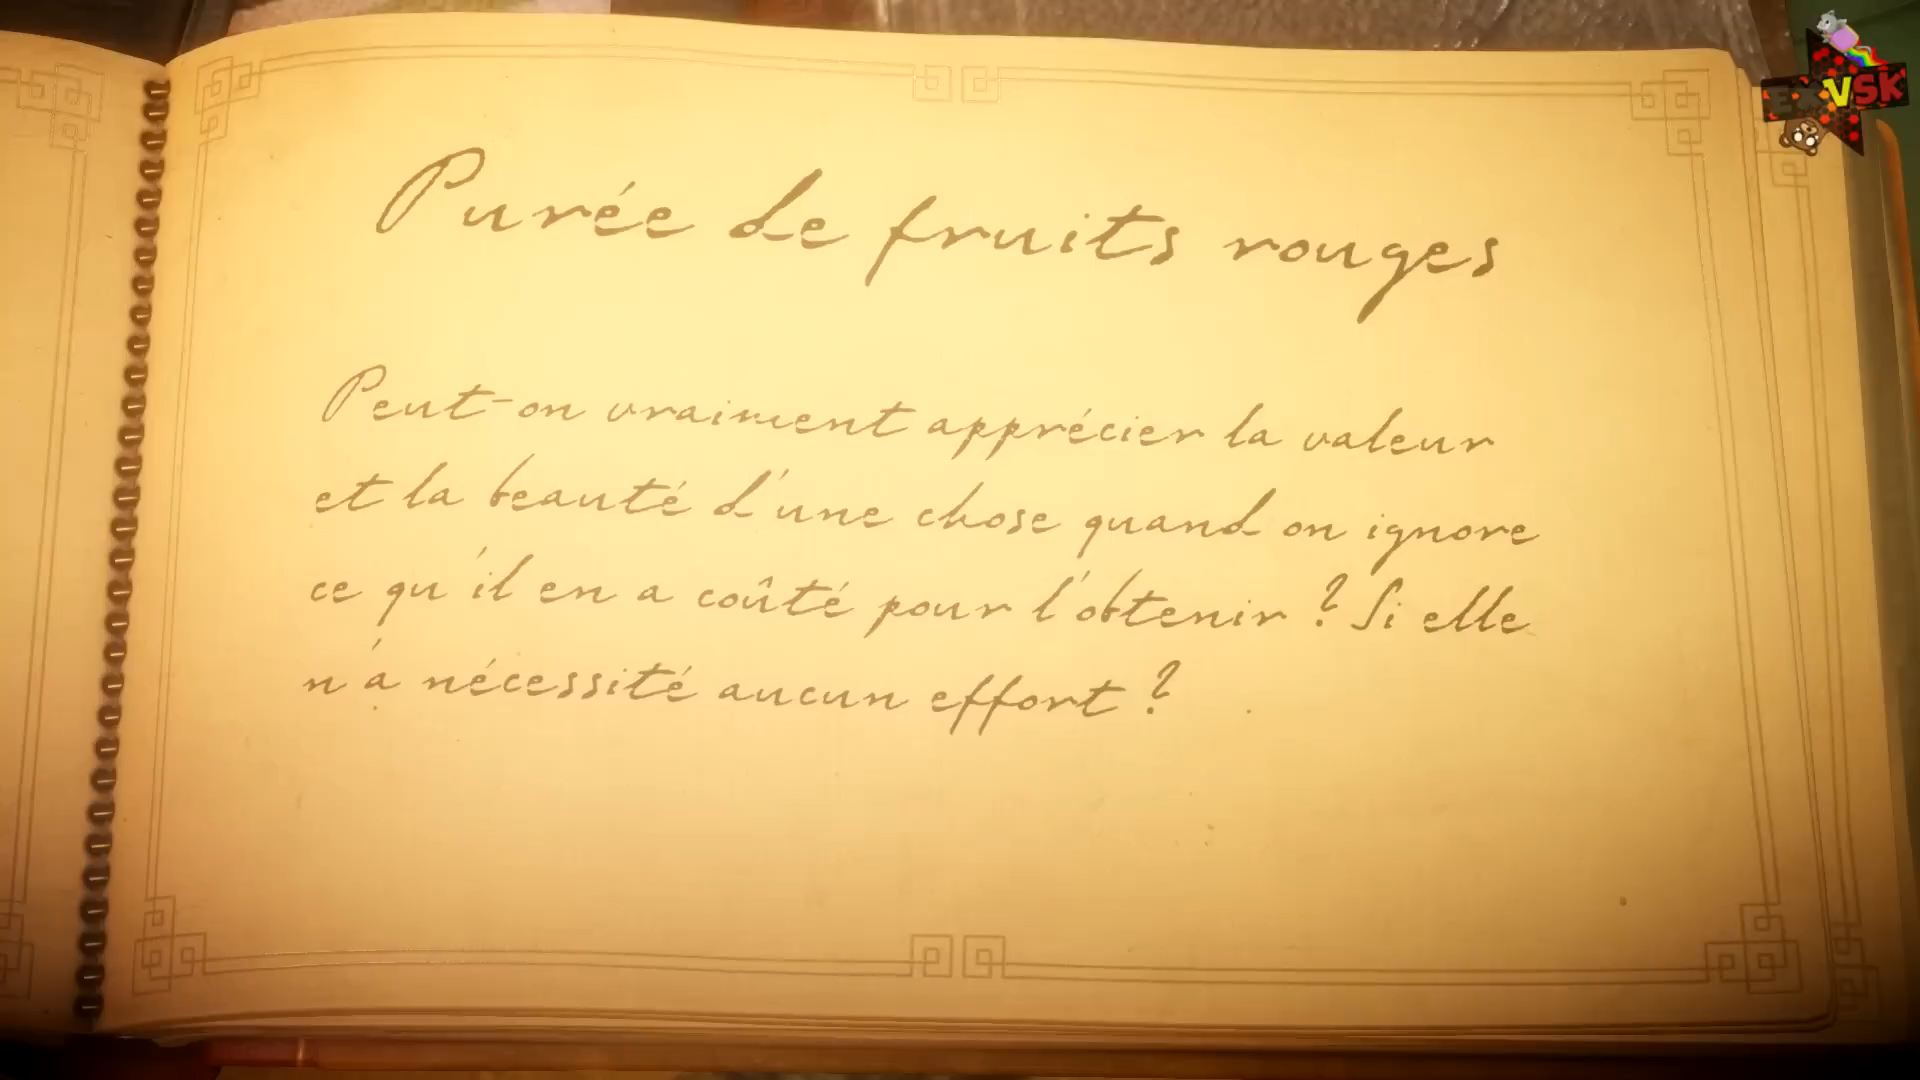 EXVSK
Purée de fruits rouges
Peut-on vraiment apprécier la valeur
et la beauté d'une chose quand on ignore
ce qu'il en a coûté pour l'obtenir ? Si elle
n'a nécessité aucun effort ?